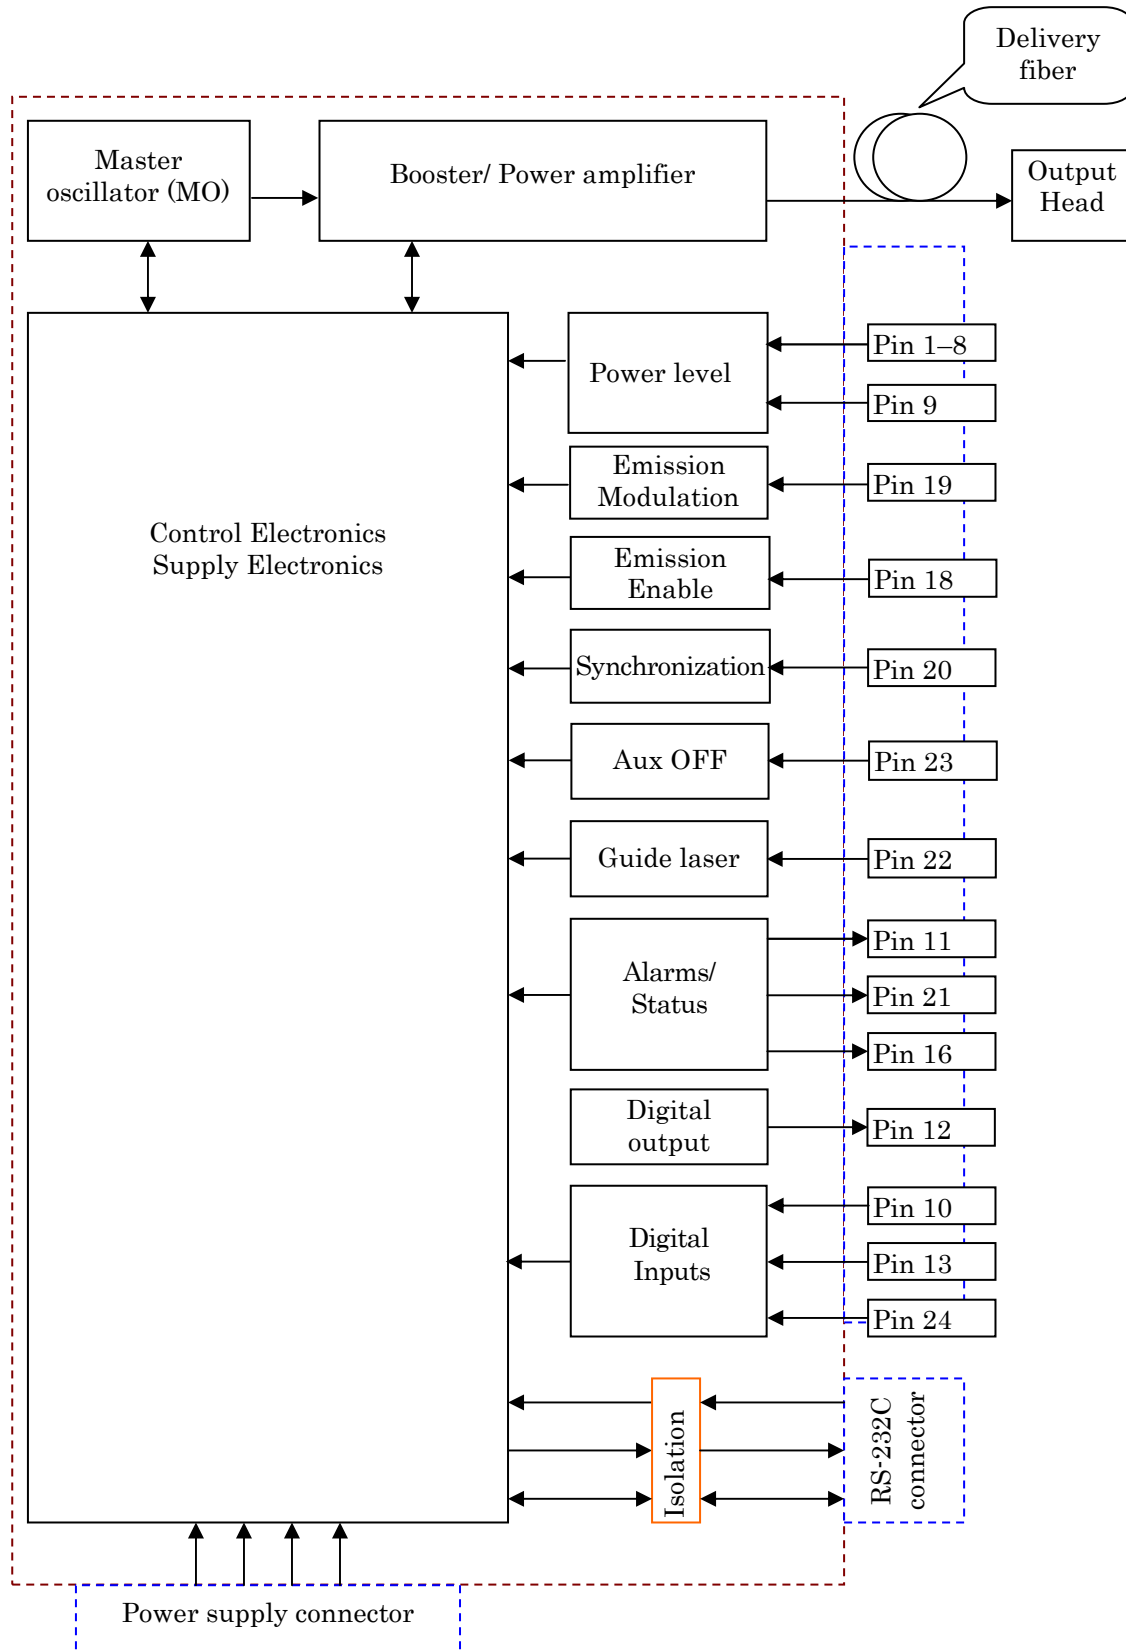 Delivery
fiber
Master
oscillator (MO)
Booster/ Power amplifier
Output
Head
Control Electronics
Supply Electronics
Power level
Pin 1–8
Pin 9
Emission
Modulation
Pin 19
Emission
Enable
Pin 18
Synchronization
Pin 20
Aux OFF
Pin 23
Guide laser
Pin 22
Alarms/
Status
Pin 11
Pin 21
Pin 16
Digital
output
Pin 12
Digital
Inputs
Pin 10
Pin 13
Pin 24
Isolation
RS-232C
connector
Power supply connector